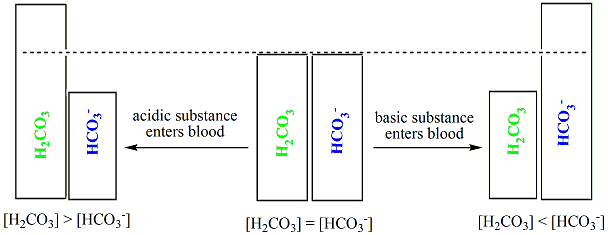 H₂CO₃
HCO₃⁻
acidic substance
enters blood
H₂CO₃
HCO₃⁻
basic substance
enters blood
H₂CO₃
HCO₃⁻
[H₂CO₃] > [HCO₃⁻]
[H₂CO₃] = [HCO₃⁻]
[H₂CO₃] < [HCO₃⁻]